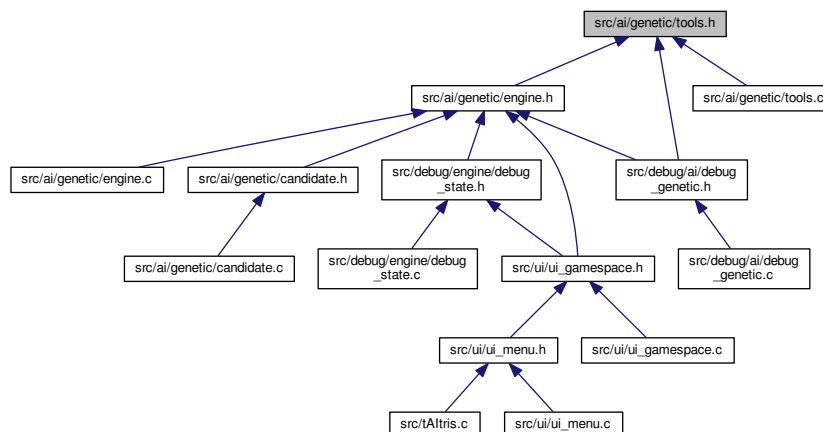 src/ai/genetic/tools.h
src/ai/genetic/engine.h
src/ai/genetic/tools.c
src/ai/genetic/engine.c
src/ai/genetic/candidate.h
src/debug/engine/debug
_state.h
src/debug/ai/debug
_genetic.h
src/ai/genetic/candidate.c
src/debug/engine/debug
_state.c
src/ui/ui_gamespace.h
src/debug/ai/debug
_genetic.c
src/ui/ui_menu.h
src/ui/ui_gamespace.c
src/tAItris.c
src/ui/ui_menu.c